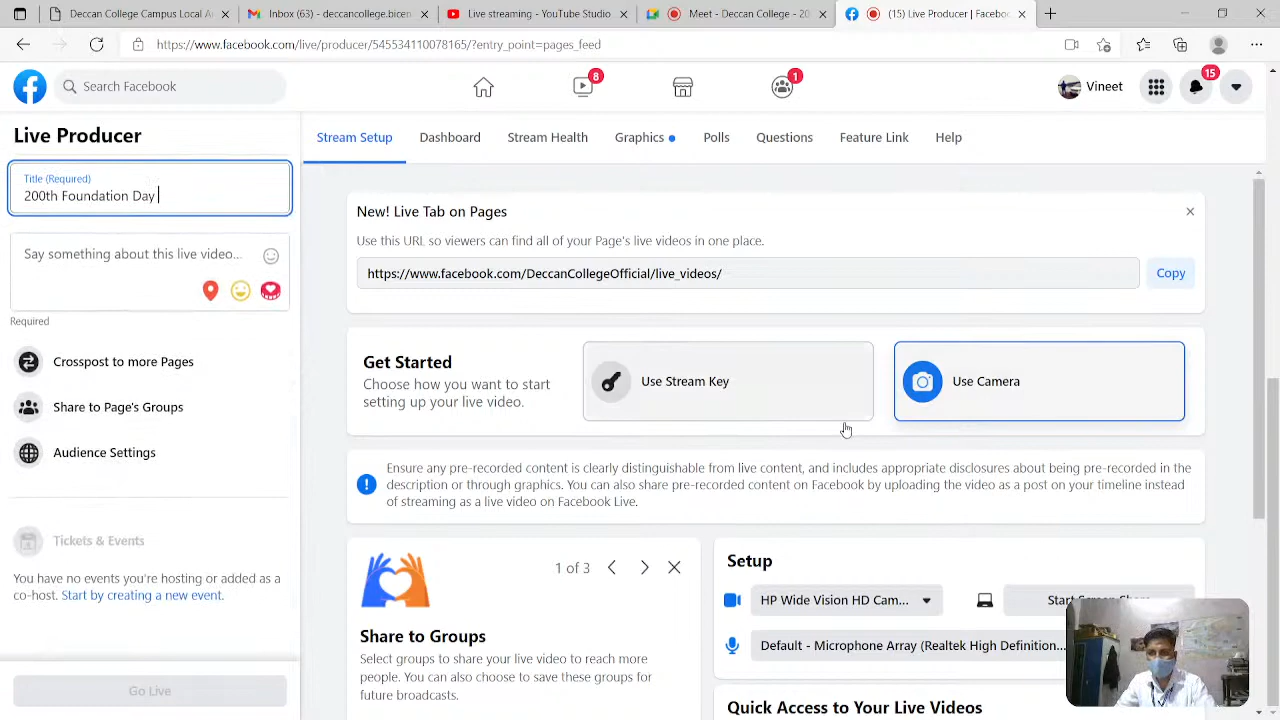 Deccan College Campus Local A
Inbox (63) - deccancollege.bicen
Live streaming - YouTube Studio
Meet - Deccan College - 20
(15) Live Producer | Faceboo
https://www.facebook.com/live/producer/545534110078165/?entry_point=pages_feed
Search Facebook
8
1
Vineet
15
Live Producer
Stream Setup
Dashboard
Stream Health
Graphics
Polls
Questions
Feature Link
Help
Title (Required)
200th Foundation Day
Say something about this live video...
Required
Crosspost to more Pages
Share to Page's Groups
Audience Settings
Tickets & Events
You have no events you're hosting or added as a
co-host. Start by creating a new event.
Go Live
New! Live Tab on Pages
Use this URL so viewers can find all of your Page's live videos in one place.
https://www.facebook.com/DeccanCollegeOfficial/live_videos/
Copy
Get Started
Choose how you want to start
setting up your live video.
Use Stream Key
Use Camera
Ensure any pre-recorded content is clearly distinguishable from live content, and includes appropriate disclosures about being pre-recorded in the
description or through graphics. You can also share pre-recorded content on Facebook by uploading the video as a post on your timeline instead
of streaming as a live video on Facebook Live.
1 of 3
Share to Groups
Select groups to share your live video to reach more
people. You can also choose to save these groups for
future broadcasts.
Setup
HP Wide Vision HD Cam...
Default - Microphone Array (Realtek High Definition...
Quick Access to Your Live Videos